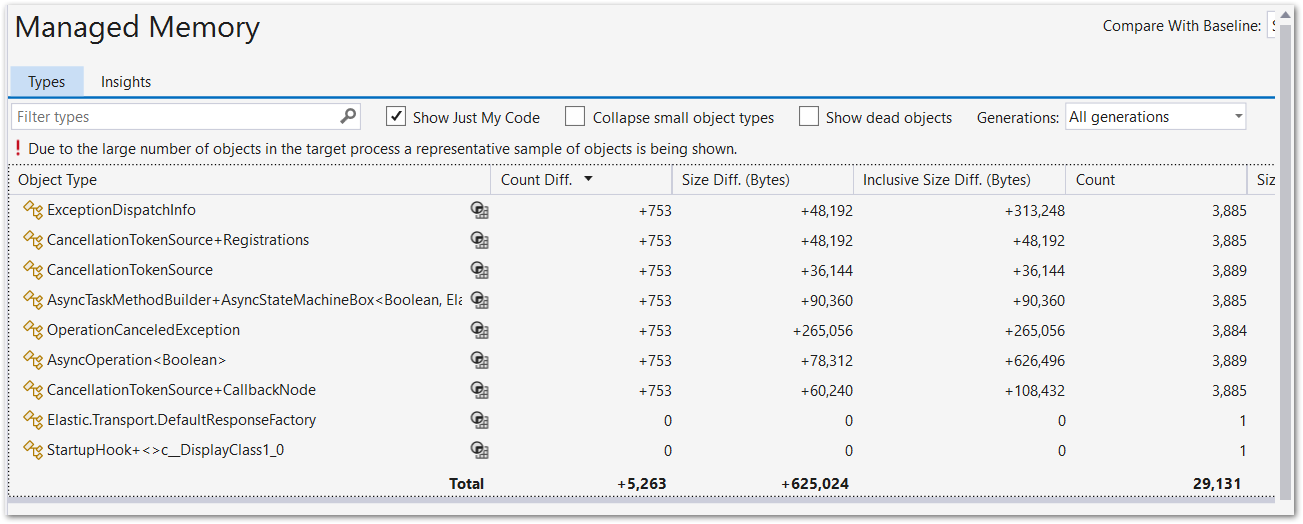 Managed Memory
Compare With Baseline:
Types Insights
Filter types Show Just My Code Collapse small object types Show dead objects Generations: All generations
! Due to the large number of objects in the target process a representative sample of objects is being shown.
Object Type Count Diff. Size Diff. (Bytes) Inclusive Size Diff. (Bytes) Count Siz
ExceptionDispatchInfo +753 +48,192 +313,248 3,885
CancellationTokenSource+Registrations +753 +48,192 +48,192 3,885
CancellationTokenSource +753 +36,144 +36,144 3,889
AsyncTaskMethodBuilder+AsyncStateMachineBox<Boolean, Ela +753 +90,360 +90,360 3,885
OperationCanceledException +753 +265,056 +265,056 3,884
AsyncOperation<Boolean> +753 +78,312 +626,496 3,889
CancellationTokenSource+CallbackNode +753 +60,240 +108,432 3,885
Elastic.Transport.DefaultResponseFactory 0 0 0 1
StartupHook+<>c__DisplayClass1_0 0 0 0 1
Total +5,263 +625,024 29,131